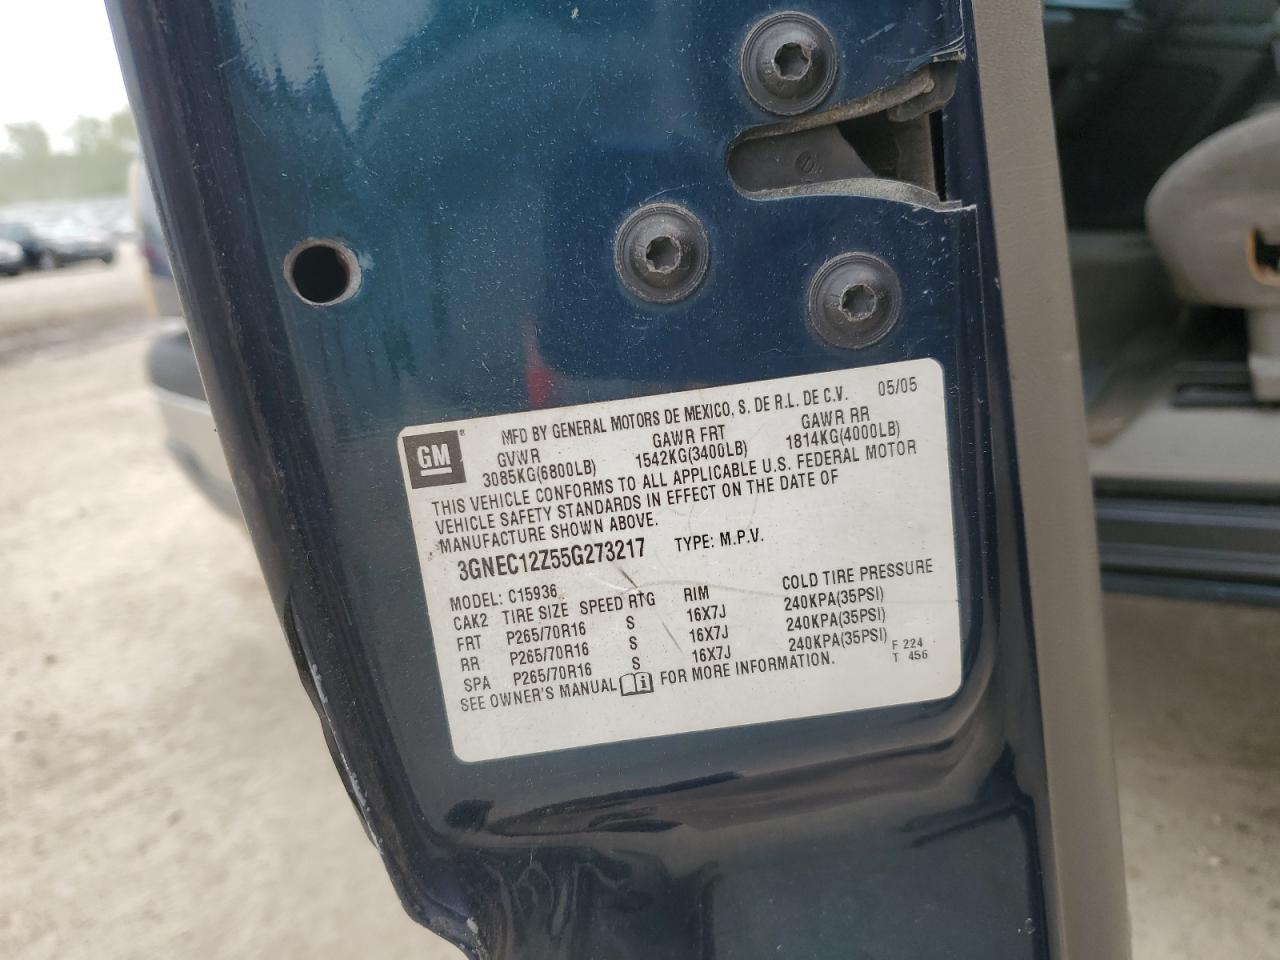 MFD BY GENERAL MOTORS DE MEXICO, S. DE R.L. DE C.V. 05/05
GM®
GVWR GAWR FRT GAWR RR
3085KG(6800LB) 1542KG(3400LB) 1814KG(4000LB)
THIS VEHICLE CONFORMS TO ALL APPLICABLE U.S. FEDERAL MOTOR
VEHICLE SAFETY STANDARDS IN EFFECT ON THE DATE OF
MANUFACTURE SHOWN ABOVE.
3GNEC12Z55G273217 TYPE: M.P.V.
MODEL: C15936
CAK2 TIRE SIZE SPEED RTG RIM COLD TIRE PRESSURE
FRT P265/70R16 S 16X7J 240KPA(35PSI)
RR P265/70R16 S 16X7J 240KPA(35PSI)
SPA P265/70R16 S 16X7J 240KPA(35PSI)
SEE OWNER'S MANUAL FOR MORE INFORMATION.
F 224
T 456